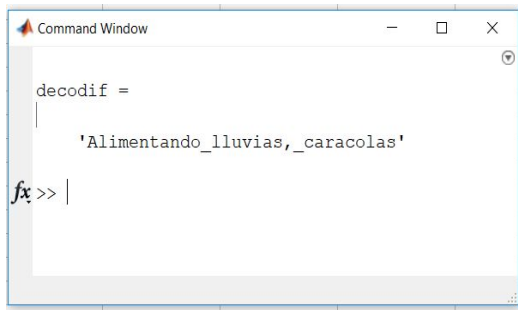 Command Window
decodif =
'Alimentando_lluvias,_caracolas'
fx >>